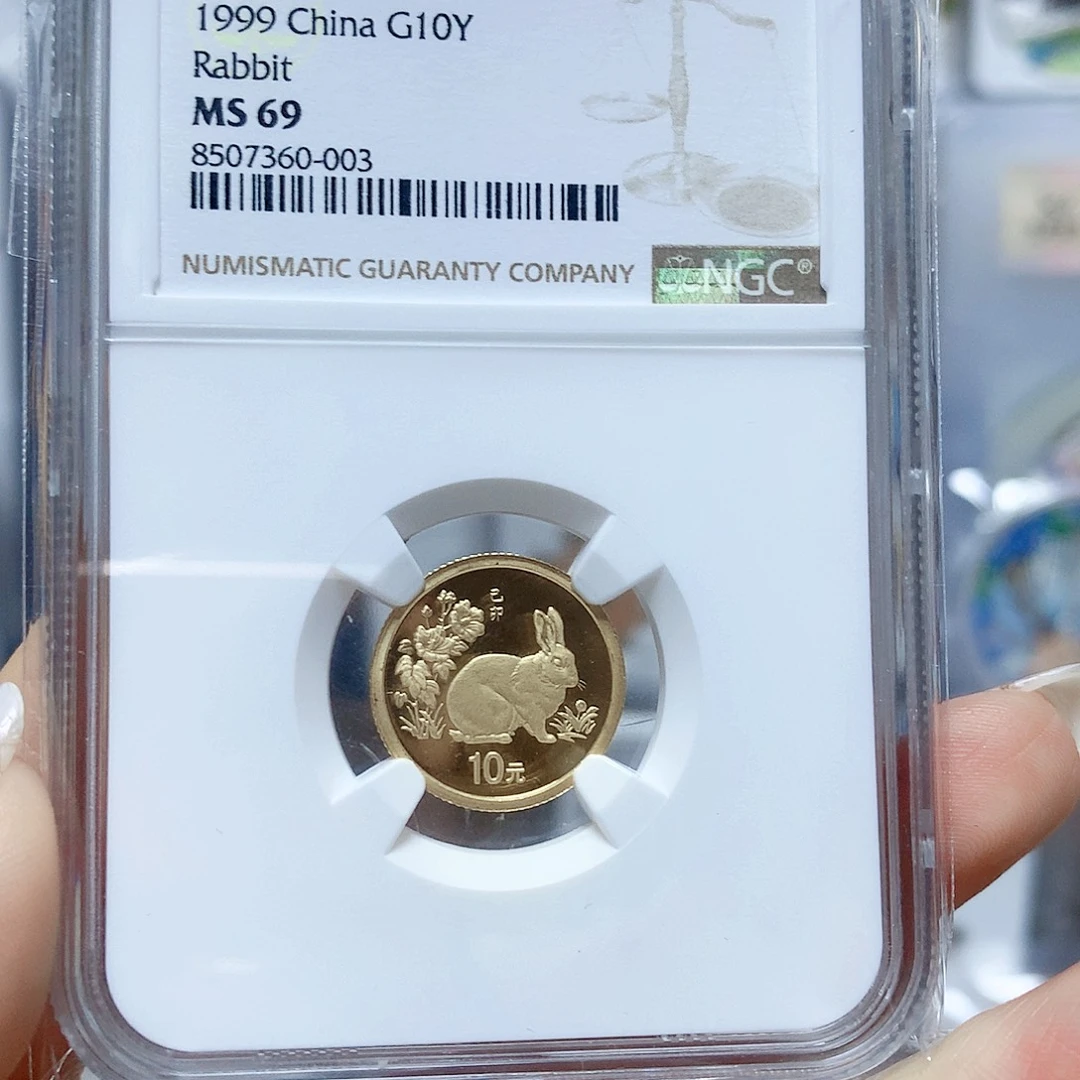 1999 China G10Y
Rabbit
MS 69
8507360-003
NUMISMATIC GUARANTY COMPANY
NGC®
己
卯
10元